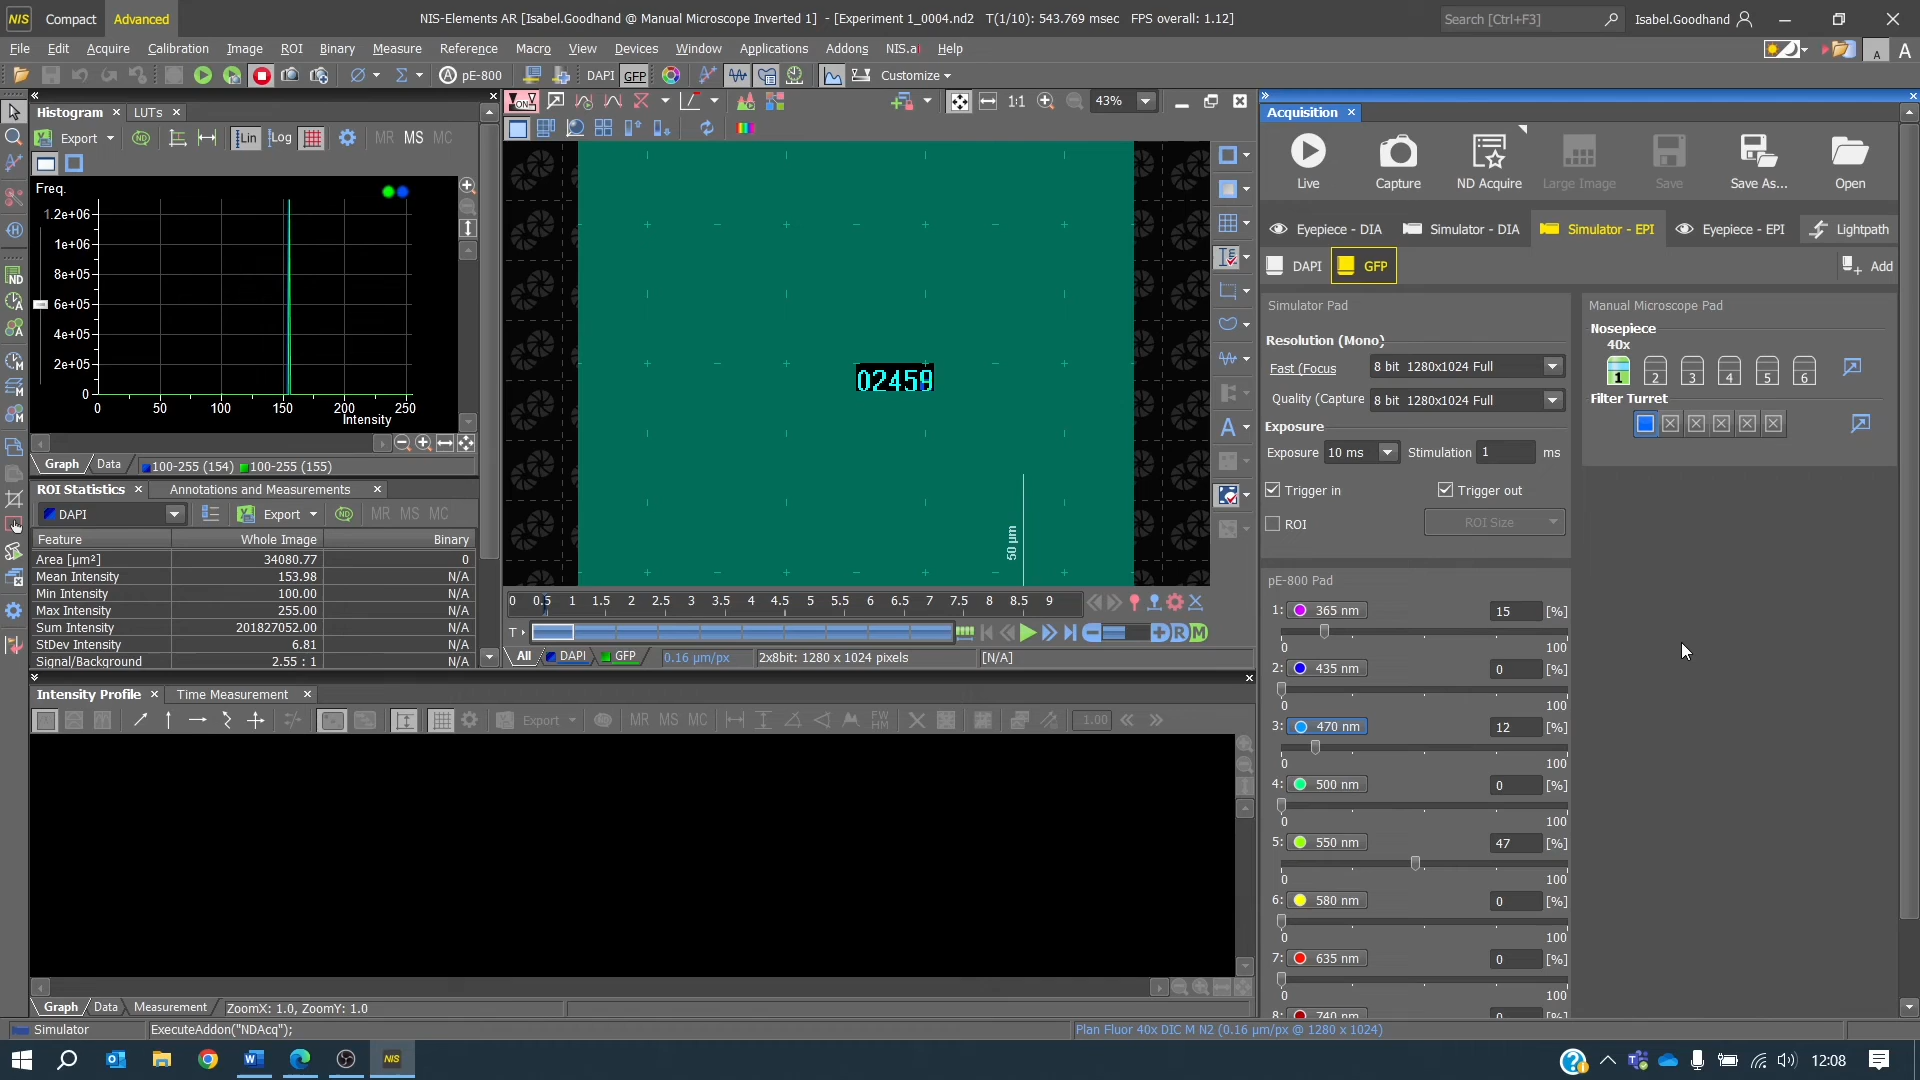 NIS Compact Advanced NIS-Elements AR [Isabel.Goodhand @ Manual Microscope Inverted 1] - [Experiment 1_0004.nd2 T(1/10): 543.769 msec FPS overall: 1.12] Search [Ctrl+F3] Isabel.Goodhand
File Edit Acquire Calibration Image ROI Binary Measure Reference Macro View Devices Window Applications Addons NIS.a Help A A
A pE-800 DAPI GFP Customize
Histogram LUTs
Export ND Lin Log MR MS MC
Freq.
1.2e+06
1e+06
8e+05
6e+05
4e+05
2e+05
0
0 50 100 150 200 250
Intensity
Graph Data 100-255 (154) 100-255 (155)
ROI Statistics Annotations and Measurements
DAPI Export ND MR MS MC
Feature Whole Image Binary
Area [µm²] 34080.77 0
Mean Intensity 153.98 N/A
Min Intensity 100.00 N/A
Max Intensity 255.00 N/A
Sum Intensity 201827052.00 N/A
StDev Intensity 6.81 N/A
Signal/Background 2.55 : 1 N/A
ON 1:1 43%
02459
50 µm
0 0.5 1 1.5 2 2.5 3 3.5 4 4.5 5 5.5 6 6.5 7 7.5 8 8.5 9
T R M
All DAPI GFP 0.16 µm/px 2x8bit: 1280 x 1024 pixels [N/A]
Intensity Profile Time Measurement
Export MR MS MC FW HM 1.00
Graph Data Measurement ZoomX: 1.0, ZoomY: 1.0
Acquisition
Live Capture ND Acquire Large Image Save Save As... Open
Eyepiece - DIA Simulator - DIA Simulator - EPI Eyepiece - EPI Lightpath
DAPI GFP Add
Simulator Pad
Resolution (Mono)
Fast (Focus 8 bit 1280x1024 Full
Quality (Capture 8 bit 1280x1024 Full
Exposure
Exposure 10 ms Stimulation 1 ms
Trigger in Trigger out
ROI ROI Size
Manual Microscope Pad
Nosepiece
40x
1 2 3 4 5 6
Filter Turret
pE-800 Pad
1: 365 nm 15 [%]
0 100
2: 435 nm 0 [%]
0 100
3: 470 nm 12 [%]
0 100
4: 500 nm 0 [%]
0 100
5: 550 nm 47 [%]
0 100
6: 580 nm 0 [%]
0 100
7: 635 nm 0 [%]
0 100
8: 740 nm 0 [%]
Simulator ExecuteAddon("NDAcq"); Plan Fluor 40x DIC M N2 (0.16 µm/px @ 1280 x 1024)
NIS 12:08